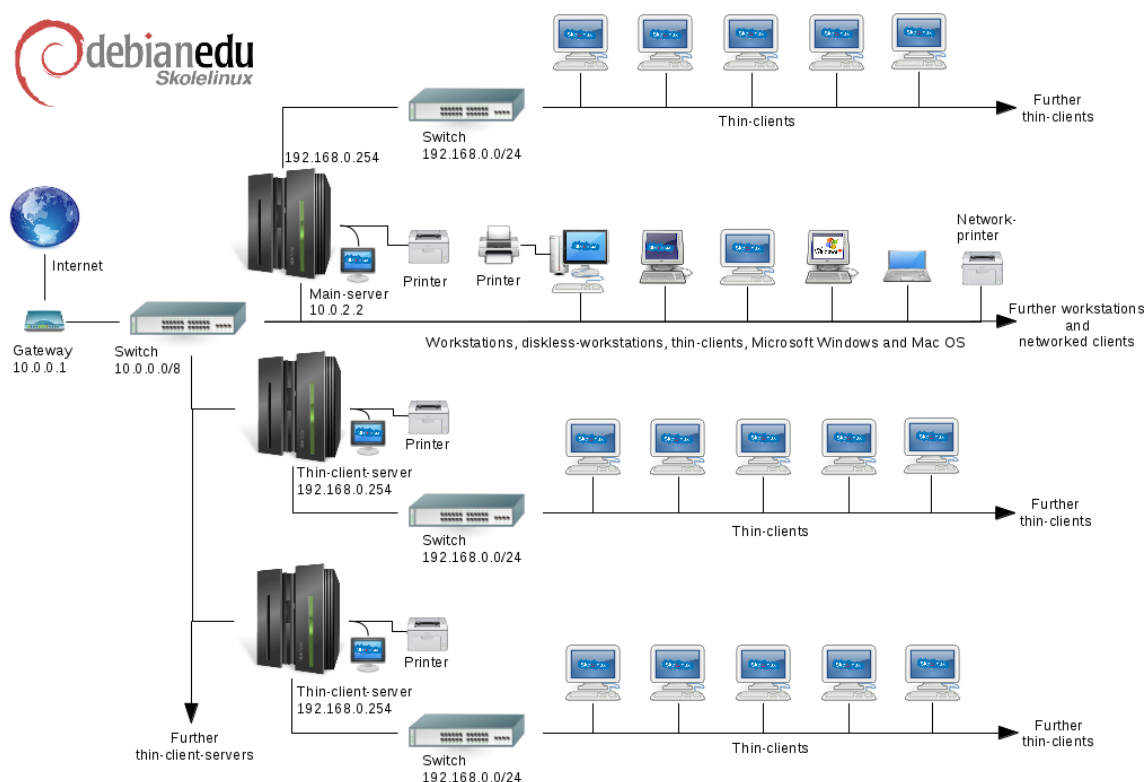 debianedu
Skolelinux
Further
thin-clients
Thin-clients
Switch
192.168.0.0/24
192.168.0.254
Internet
Printer
Printer
Network-
printer
Main-server
10.0.2.2
Gateway
10.0.0.1
Switch
10.0.0.0/8
Workstations, diskless-workstations, thin-clients, Microsoft Windows and Mac OS
Further workstations
and
networked clients
Printer
Thin-client-server
192.168.0.254
Switch
192.168.0.0/24
Thin-clients
Further
thin-clients
Printer
Thin-client-server
192.168.0.254
Switch
192.168.0.0/24
Thin-clients
Further
thin-clients
Further
thin-client-servers